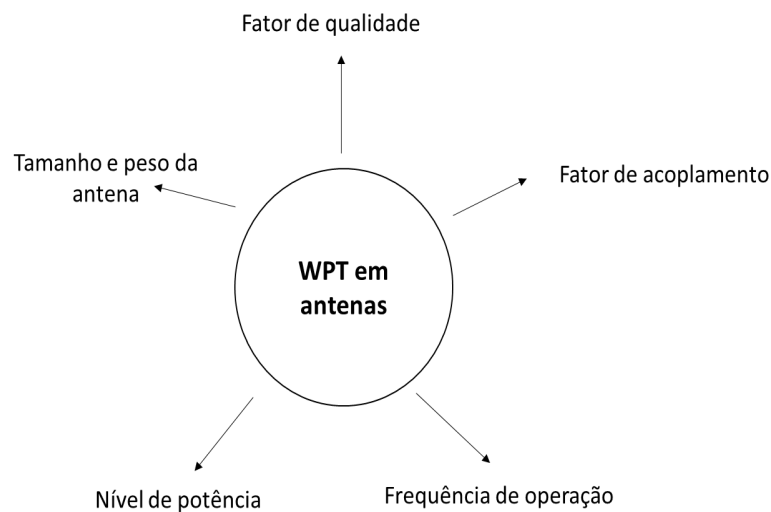 Fator de qualidade
Tamanho e peso da
antena
Fator de acoplamento
WPT em
antenas
Nível de potência
Frequência de operação